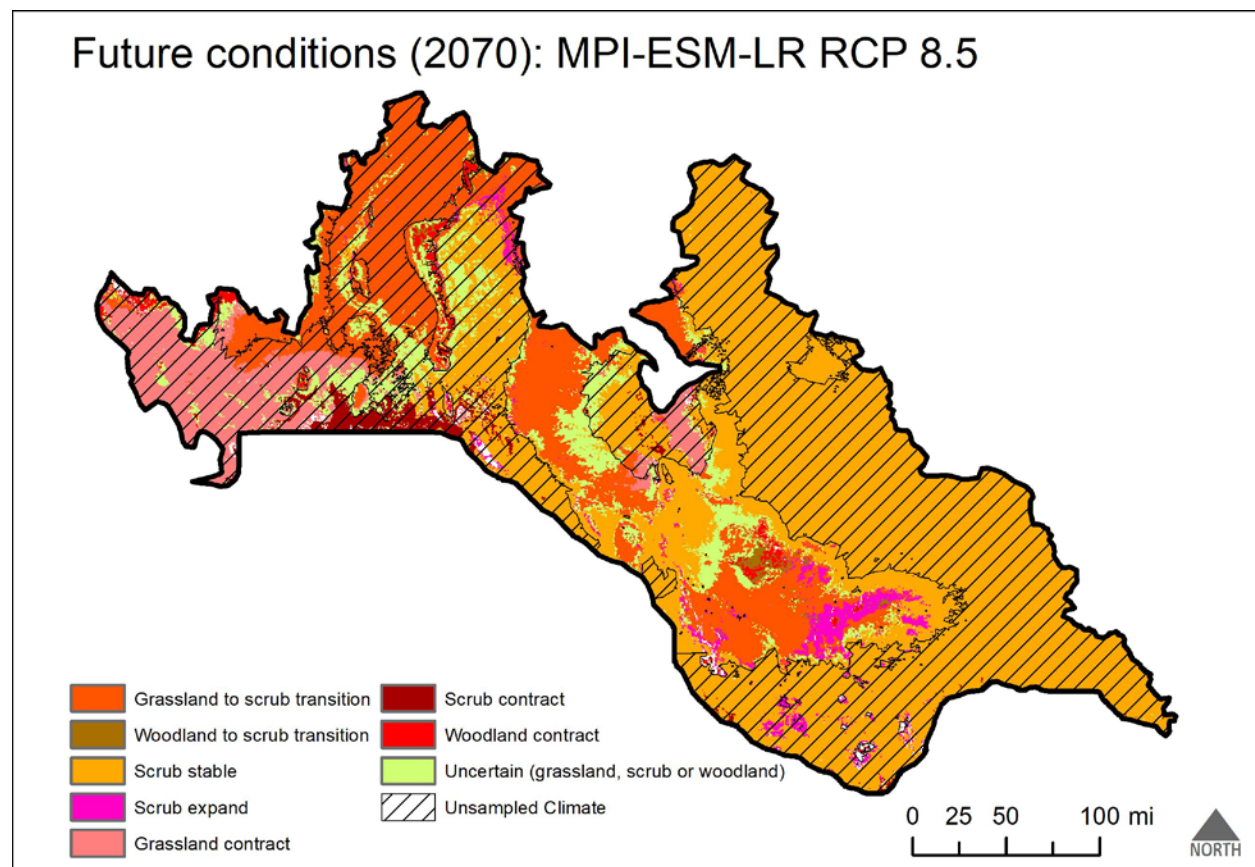 Future conditions (2070): MPI-ESM-LR RCP 8.5
Grassland to scrub transition
Woodland to scrub transition
Scrub stable
Scrub expand
Grassland contract
Scrub contract
Woodland contract
Uncertain (grassland, scrub or woodland)
Unsampled Climate
0 25 50 100 mi
NORTH